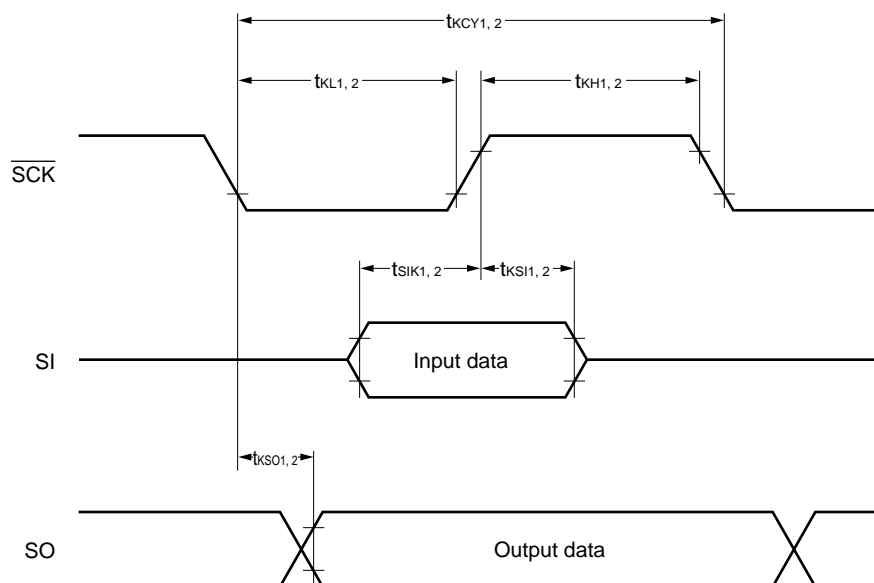 tKCY1, 2
tKL1, 2
tKH1, 2
SCK
tSIK1, 2
tKSI1, 2
SI
Input data
tKSO1, 2
SO
Output data